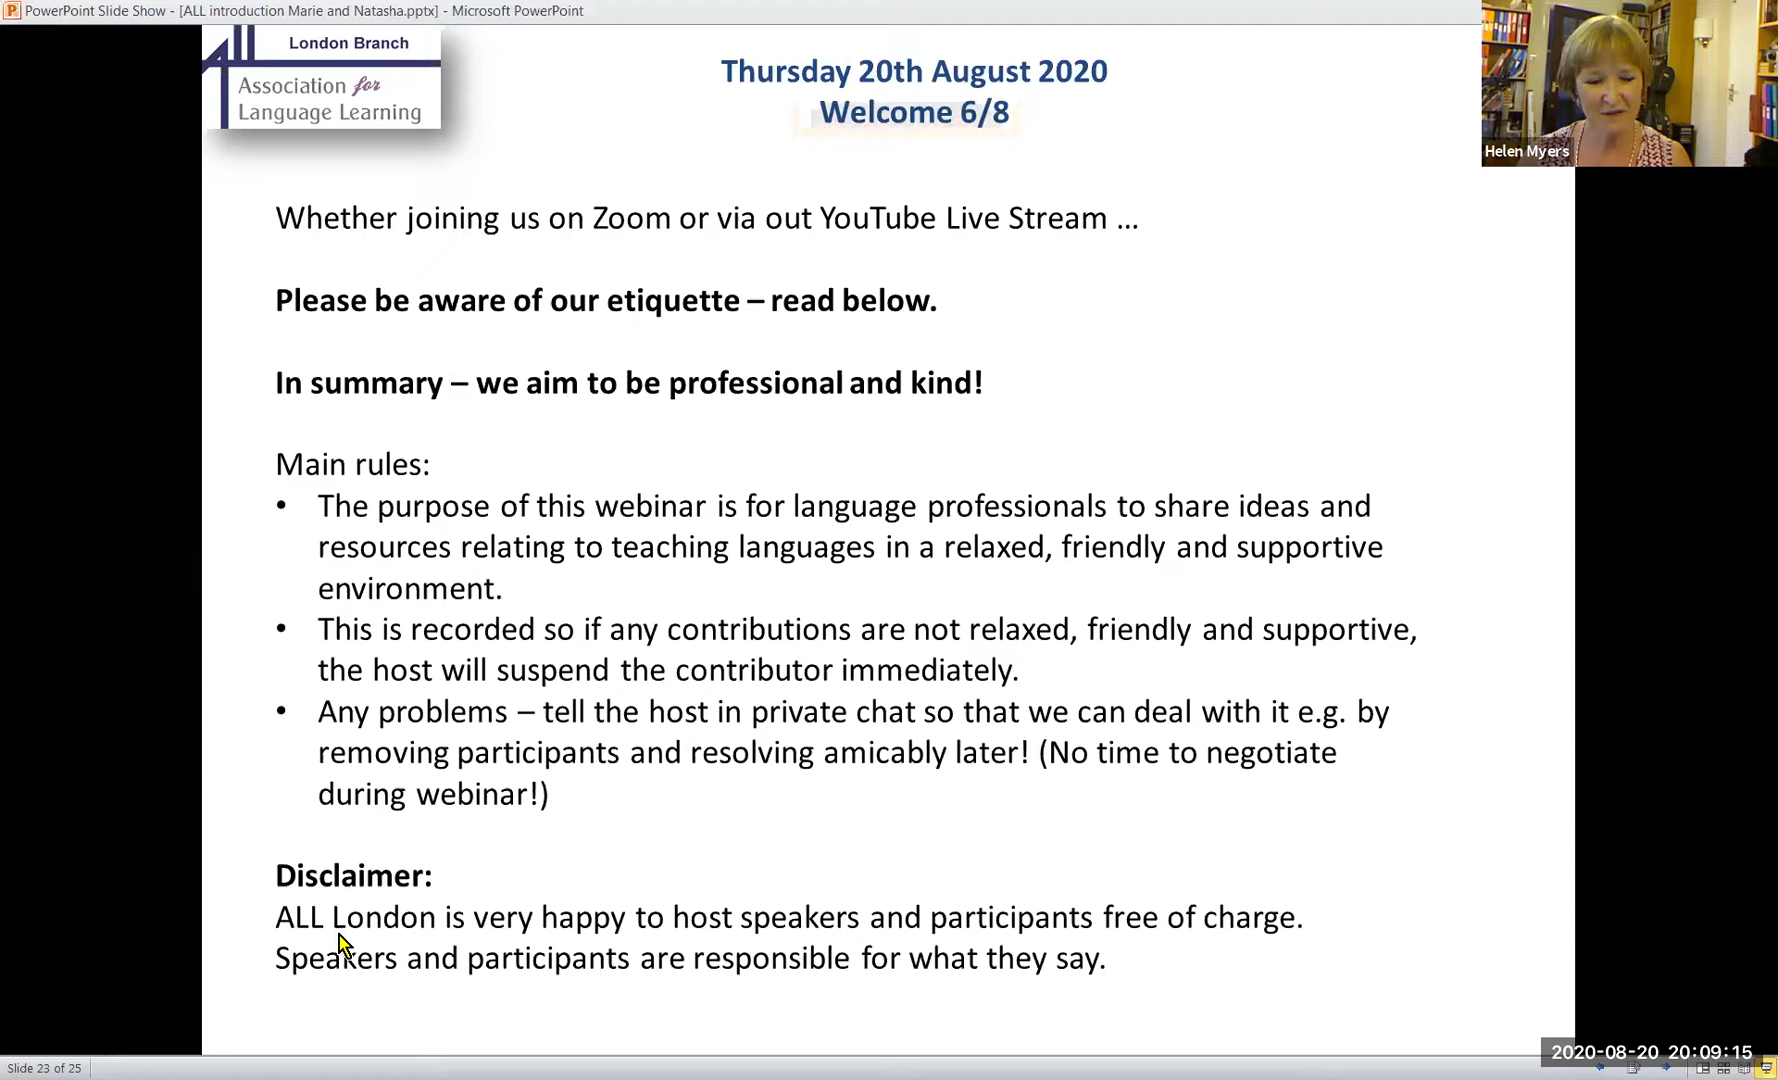 PowerPoint Slide Show - [ALL introduction Marie and Natasha.pptx] - Microsoft PowerPoint
London Branch
Association for
Language Learning
Thursday 20th August 2020
Welcome 6/8
Helen Myers
Whether joining us on Zoom or via out YouTube Live Stream ...
Please be aware of our etiquette – read below.
In summary – we aim to be professional and kind!
Main rules:
• The purpose of this webinar is for language professionals to share ideas and
resources relating to teaching languages in a relaxed, friendly and supportive
environment.
• This is recorded so if any contributions are not relaxed, friendly and supportive,
the host will suspend the contributor immediately.
• Any problems – tell the host in private chat so that we can deal with it e.g. by
removing participants and resolving amicably later! (No time to negotiate
during webinar!)
Disclaimer:
ALL London is very happy to host speakers and participants free of charge.
Speakers and participants are responsible for what they say.
2020-08-20 20:09:15
Slide 23 of 25